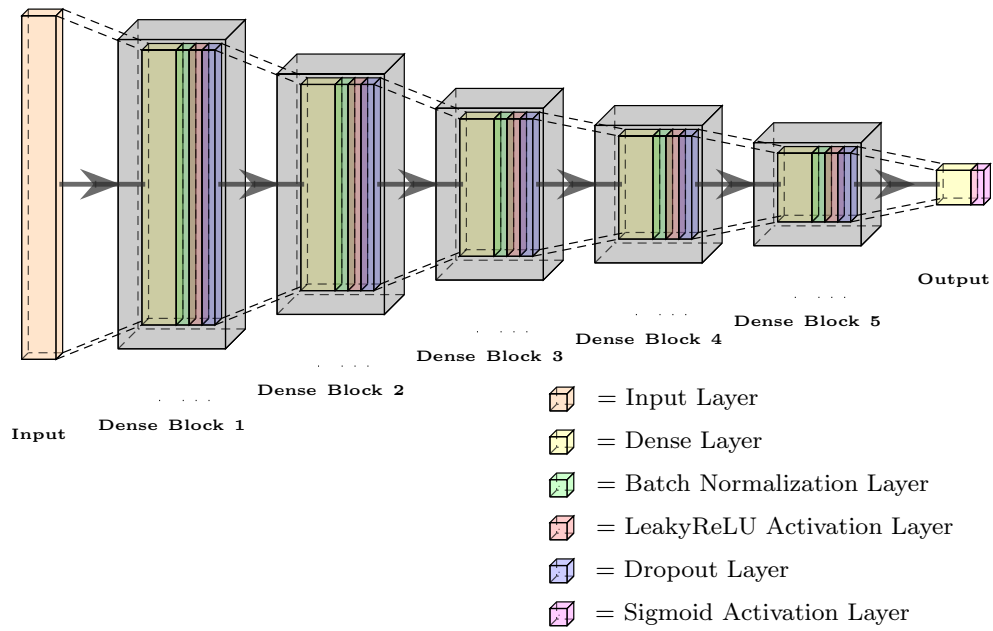 Input
Dense Block 1
Dense Block 2
Dense Block 3
Dense Block 4
Dense Block 5
Output
= Input Layer
= Dense Layer
= Batch Normalization Layer
= LeakyReLU Activation Layer
= Dropout Layer
= Sigmoid Activation Layer